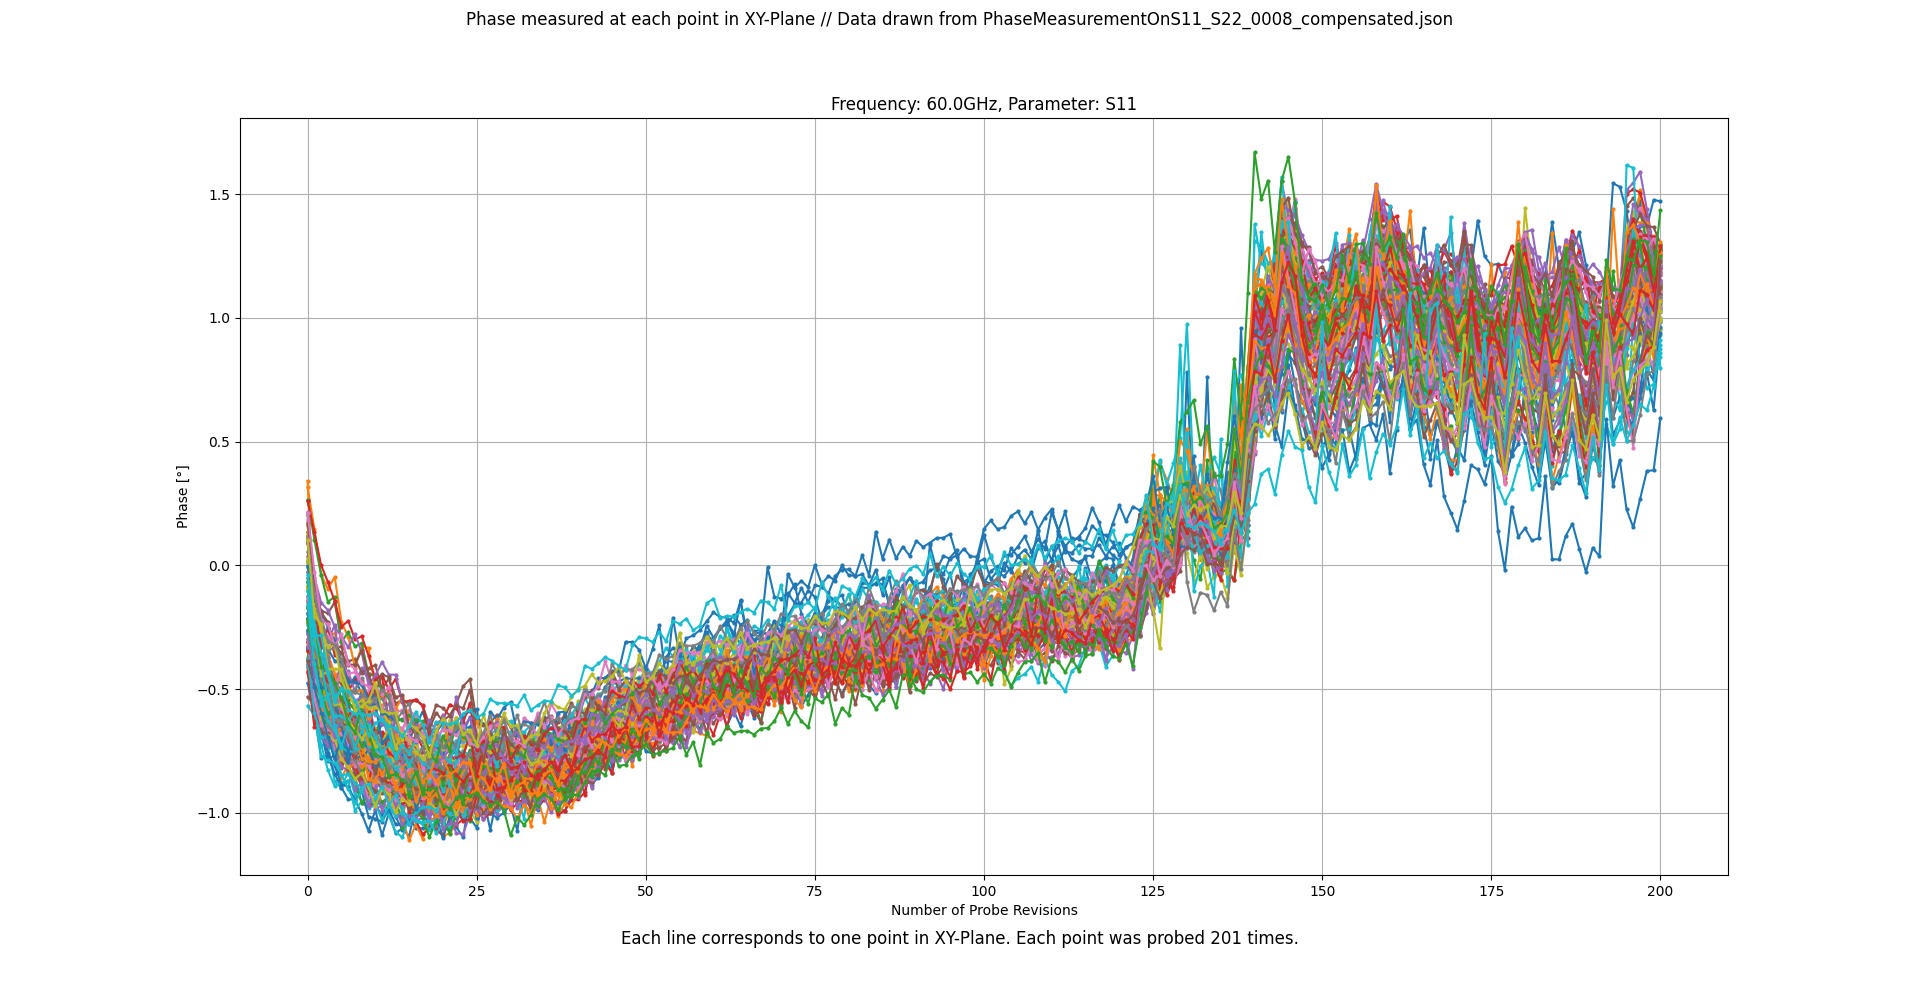 Phase measured at each point in XY-Plane // Data drawn from PhaseMeasurementOnS11_S22_0008_compensated.json
Frequency: 60.0GHz, Parameter: S11
1.5
1.0
0.5
0.0
−0.5
−1.0
Phase [°]
0 25 50 75 100 125 150 175 200
Number of Probe Revisions
Each line corresponds to one point in XY-Plane. Each point was probed 201 times.